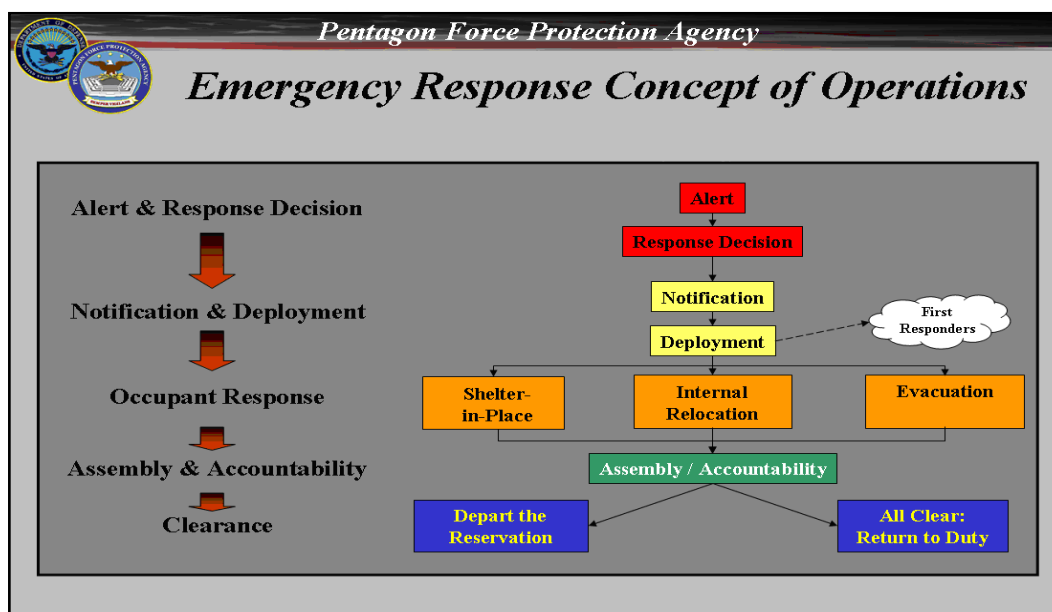 Pentagon Force Protection Agency
Emergency Response Concept of Operations
Alert & Response Decision
Notification & Deployment
Occupant Response
Assembly & Accountability
Clearance
Alert
Response Decision
Notification
Deployment
First
Responders
Shelter-
in-Place
Internal
Relocation
Evacuation
Assembly / Accountability
Depart the
Reservation
All Clear:
Return to Duty